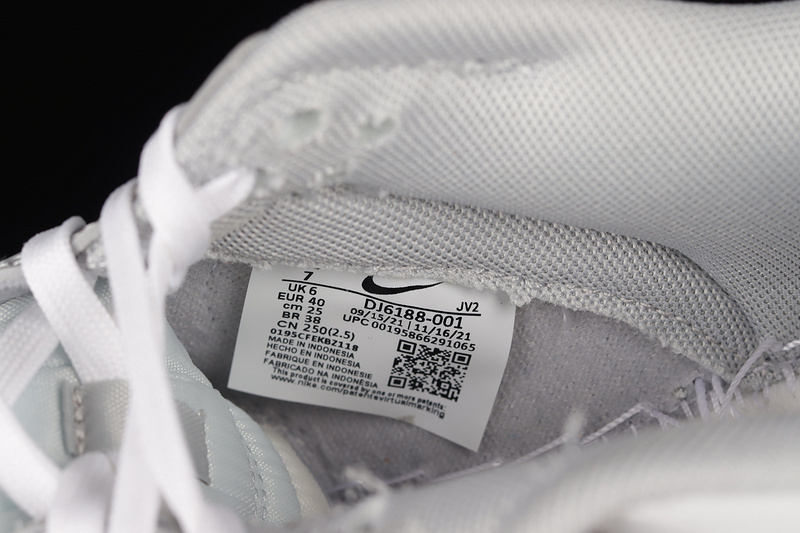 7
UK 6
EUR 40
cm 25
BR 38
CN 250(2.5)
JV2
DJ6188-001
09/15/21 | 11/16/21
UPC 00195866291065
0195CFEKBZ118
MADE IN INDONESIA
HECHO EN INDONESIA
FABRIQUE EN INDONESIE
FABRICADO NA INDONÉSIA
This product is covered by one or more patents:
www.nike.com/patentsvirtualmarking